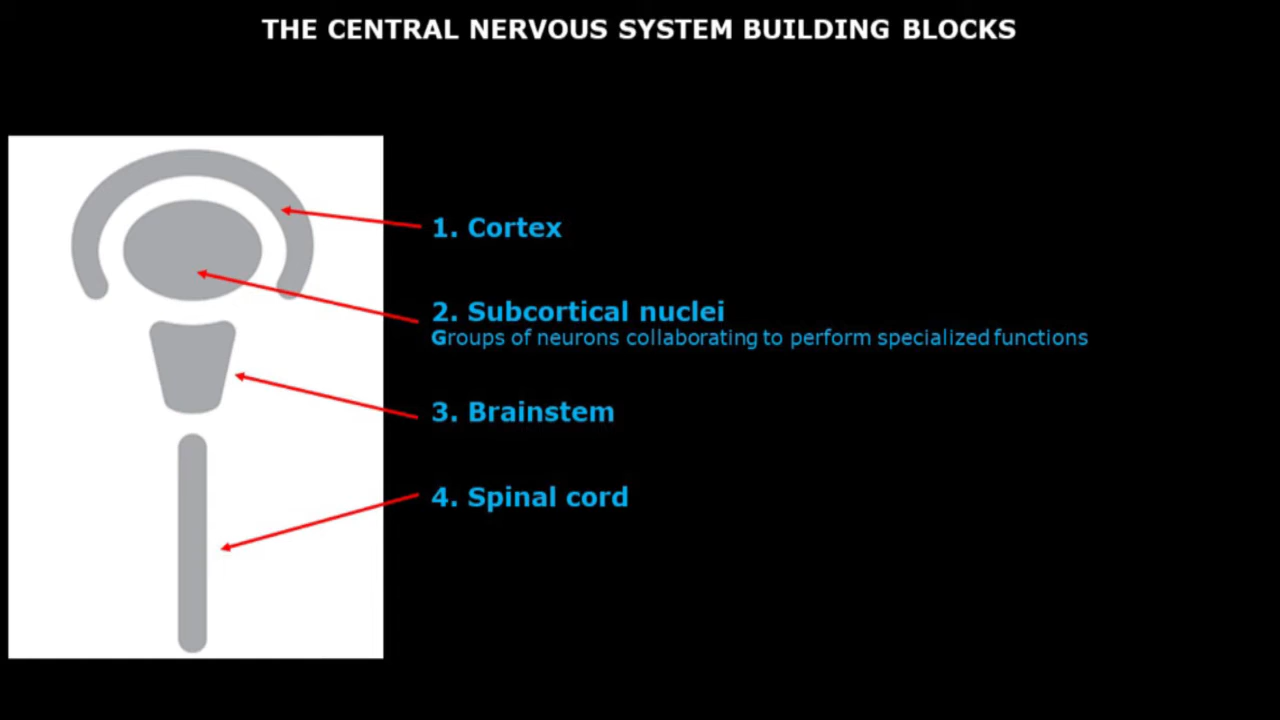 THE CENTRAL NERVOUS SYSTEM BUILDING BLOCKS
1. Cortex
2. Subcortical nuclei
Groups of neurons collaborating to perform specialized functions
3. Brainstem
4. Spinal cord